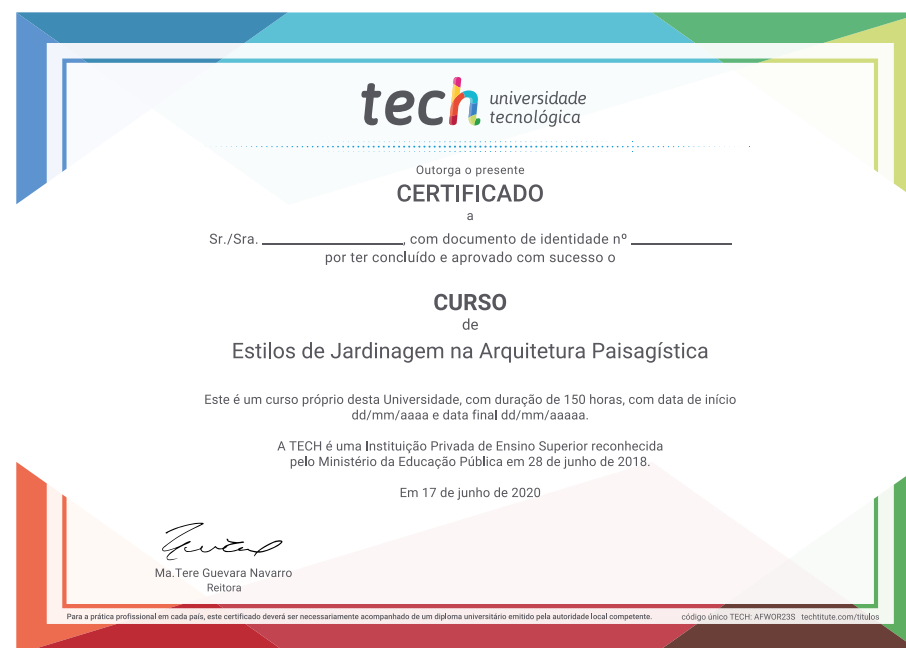 tech universidade
tecnológica
Outorga o presente
CERTIFICADO
a
Sr./Sra. ________________, com documento de identidade nº ____________
por ter concluído e aprovado com sucesso o
CURSO
de
Estilos de Jardinagem na Arquitetura Paisagística
Este é um curso próprio desta Universidade, com duração de 150 horas, com data de início
dd/mm/aaaa e data final dd/mm/aaaaa.
A TECH é uma Instituição Privada de Ensino Superior reconhecida
pelo Ministério da Educação Pública em 28 de junho de 2018.
Em 17 de junho de 2020
Ma.Tere Guevara Navarro
Reitora
Para a prática profissional em cada país, este certificado deverá ser necessariamente acompanhado de um diploma universitário emitido pela autoridade local competente. código único TECH: AFWOR23S techtitute.com/titulos